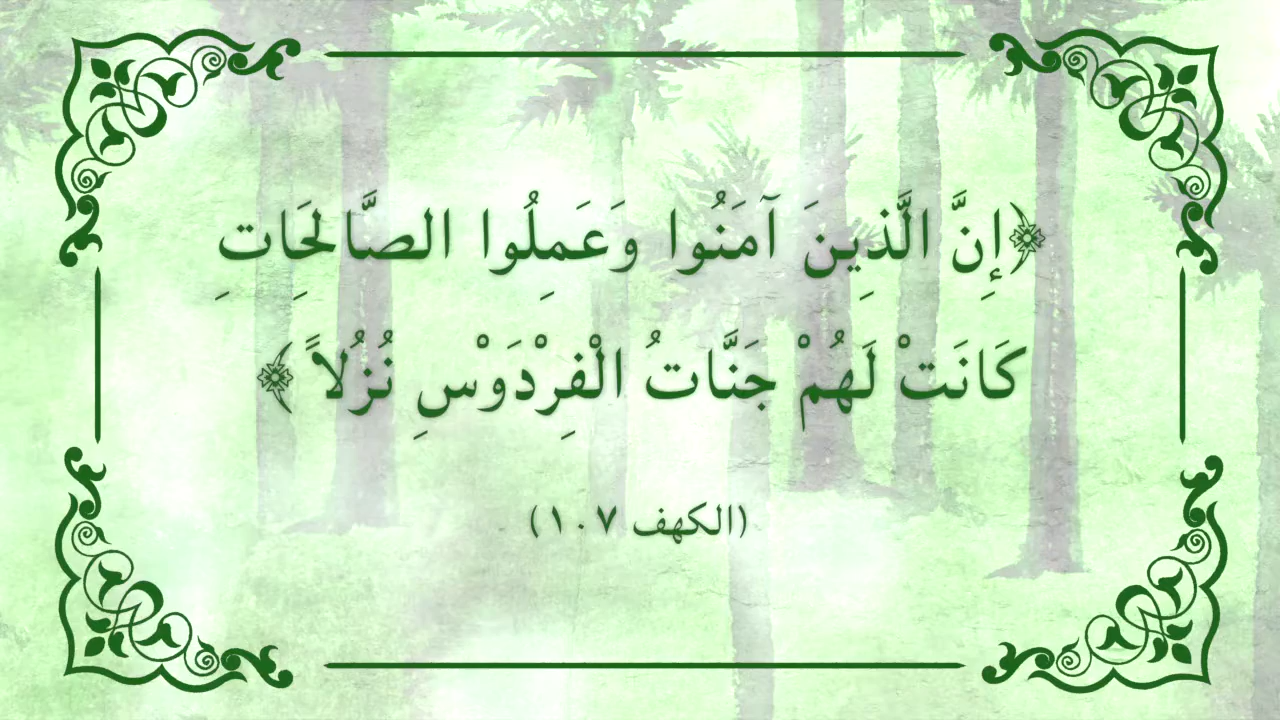 ﴿إِنَّ الَّذِينَ آمَنُوا وَعَمِلُوا الصَّالِحَاتِ
كَانَتْ لَهُمْ جَنَّاتُ الْفِرْدَوْسِ نُزُلاً ﴾
(الكهف ١٠٧)